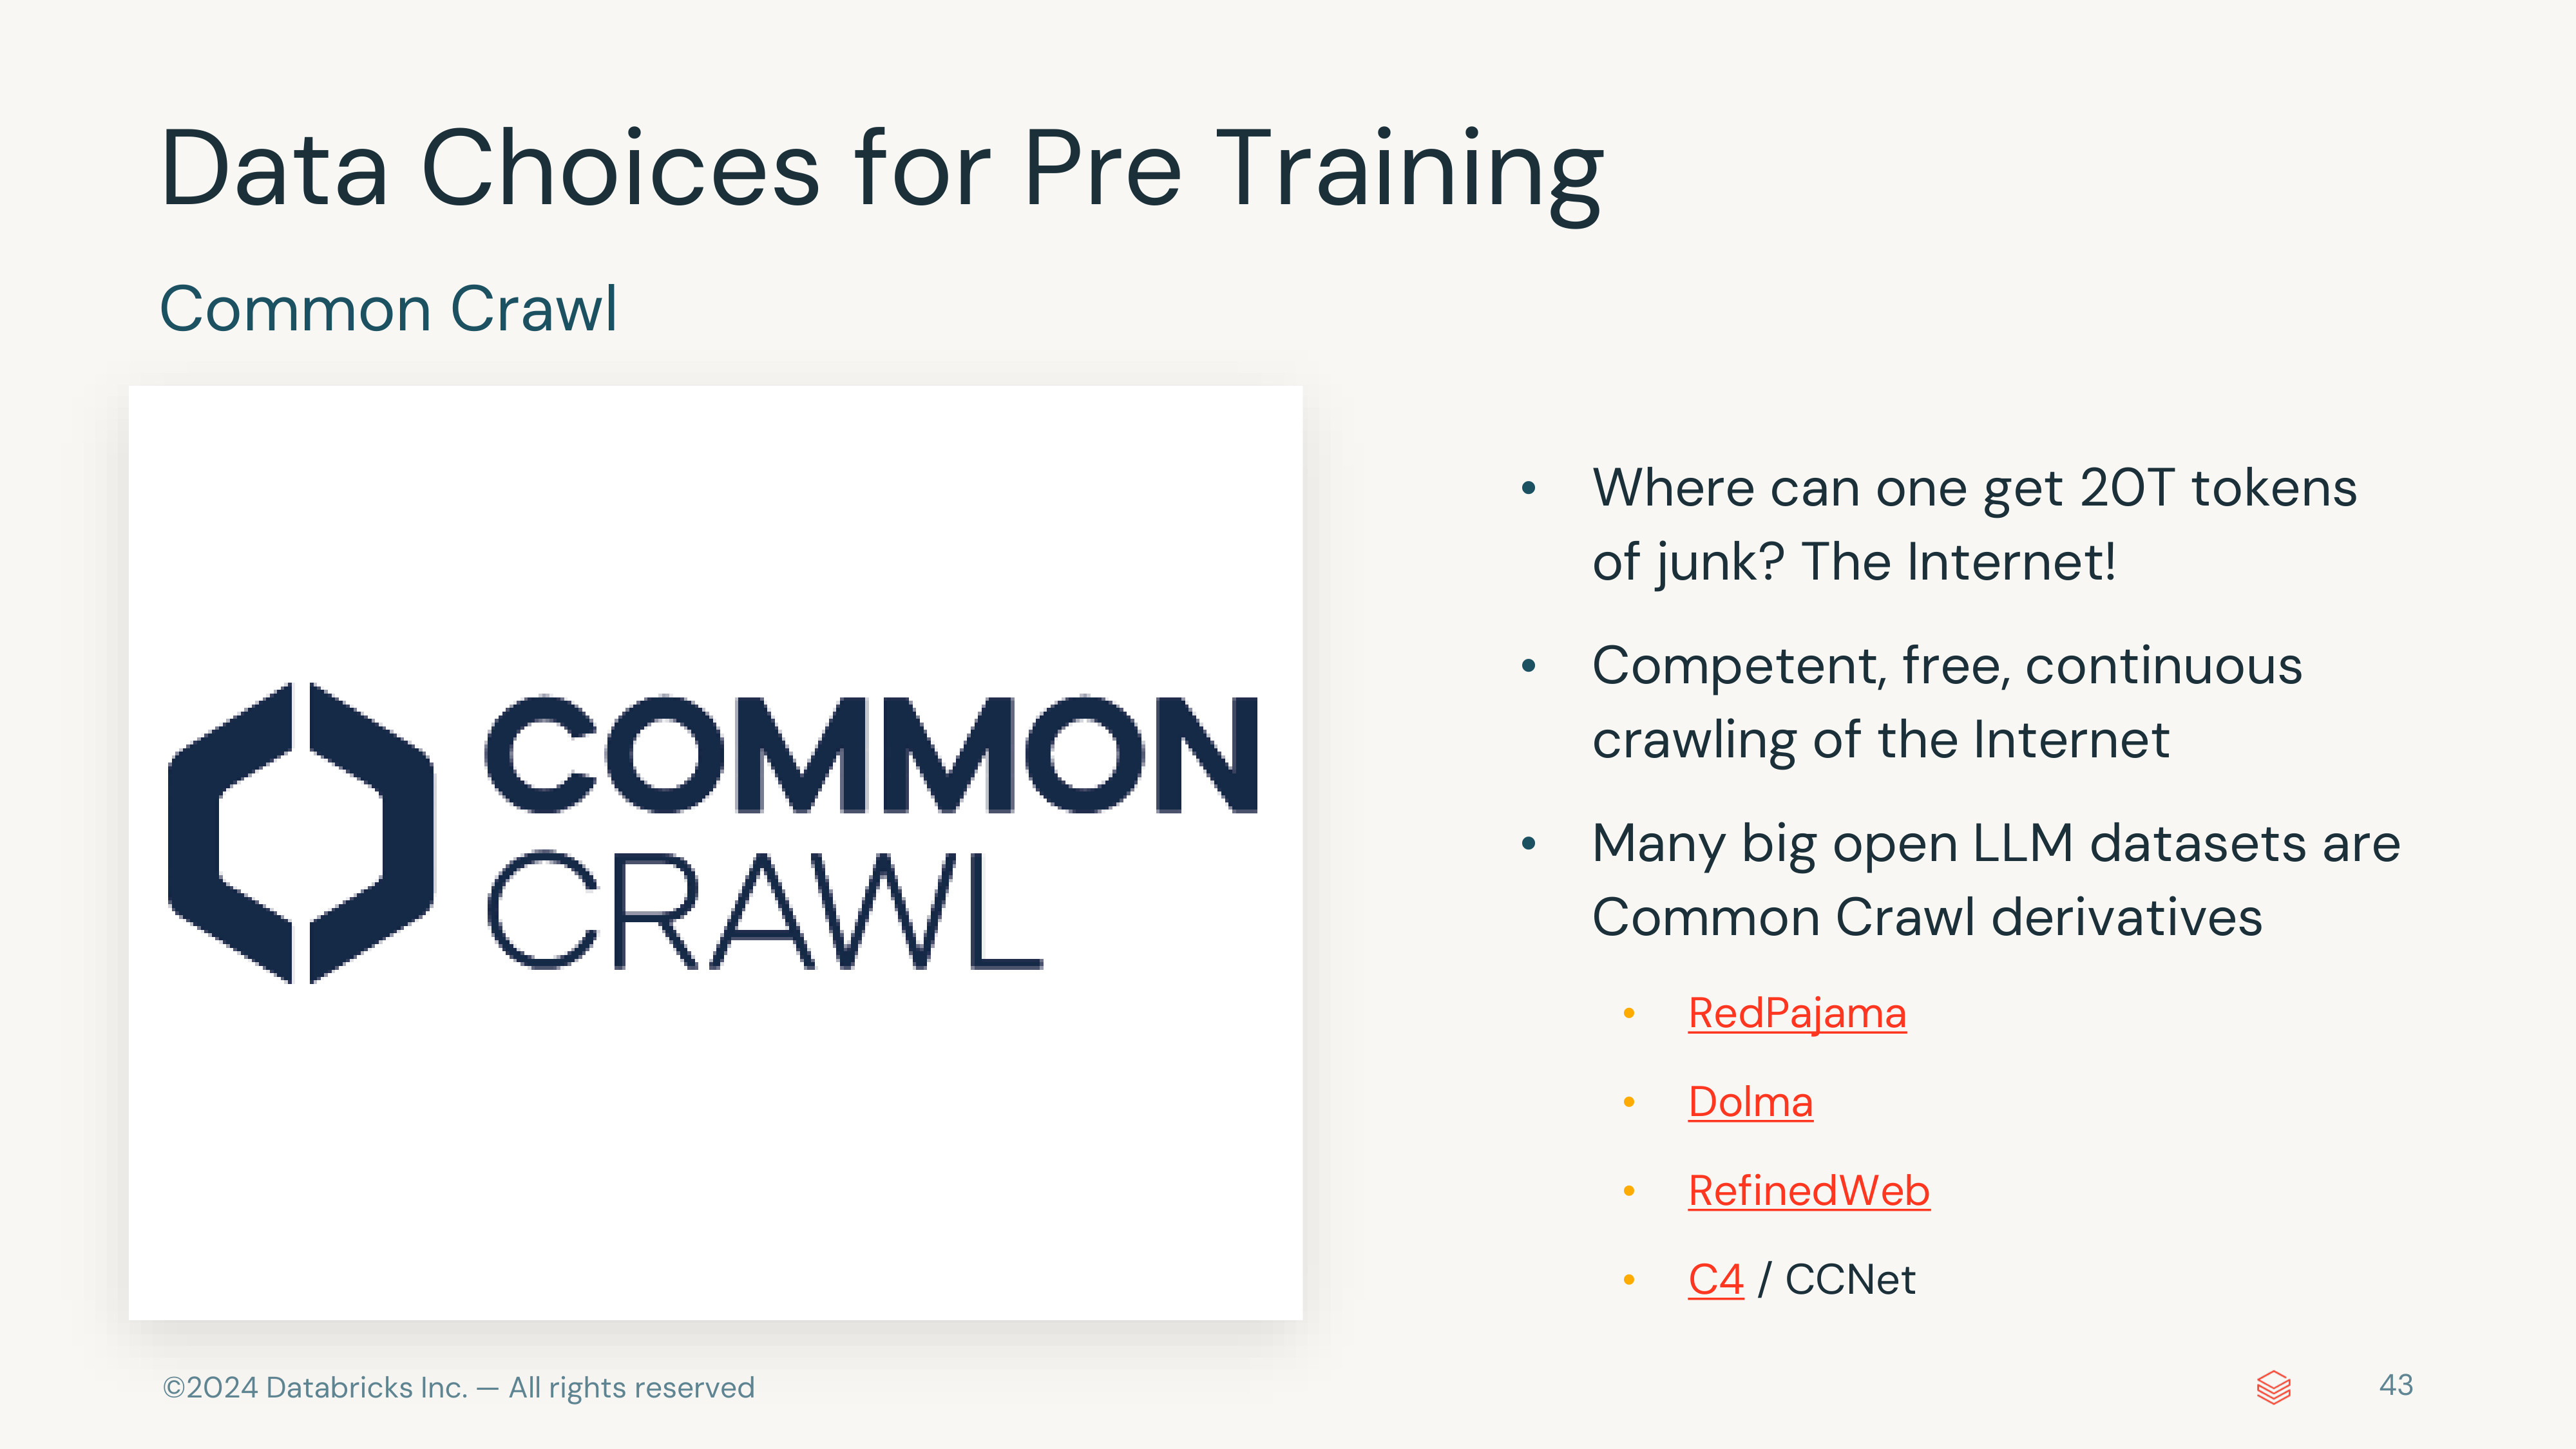 Data Choices for Pre Training
Common Crawl
COMMON
CRAWL
• Where can one get 20T tokens
of junk? The Internet!
• Competent, free, continuous
crawling of the Internet
• Many big open LLM datasets are
Common Crawl derivatives
• RedPajama
• Dolma
• RefinedWeb
• C4 / CCNet
©2024 Databricks Inc. — All rights reserved
43